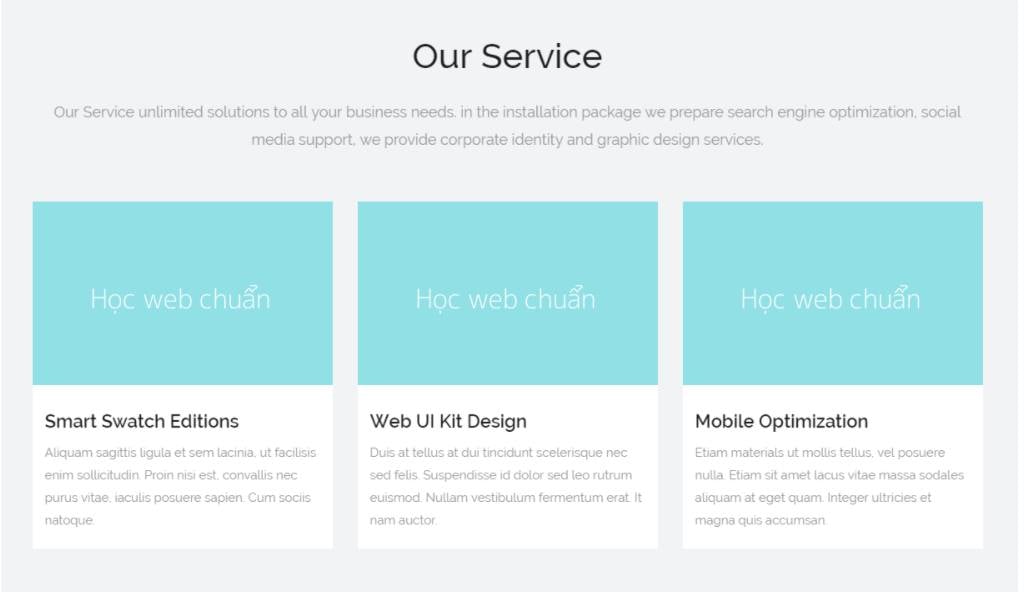 Our Service
Our Service unlimited solutions to all your business needs. in the installation package we prepare search engine optimization, social
media support, we provide corporate identity and graphic design services.
Học web chuẩn
Học web chuẩn
Học web chuẩn
Smart Swatch Editions
Aliquam sagittis ligula et sem lacinia, ut facilisis
enim sollicitudin. Proin nisi est, convallis nec
purus vitae, iaculis posuere sapien. Cum sociis
natoque.
Web UI Kit Design
Duis at tellus at dui tincidunt scelerisque nec
sed felis. Suspendisse id dolor sed leo rutrum
euismod. Nullam vestibulum fermentum erat. It
nam auctor.
Mobile Optimization
Etiam materials ut mollis tellus, vel posuere
nulla. Etiam sit amet lacus vitae massa sodales
aliquam at eget quam. Integer ultricies et
magna quis accumsan.